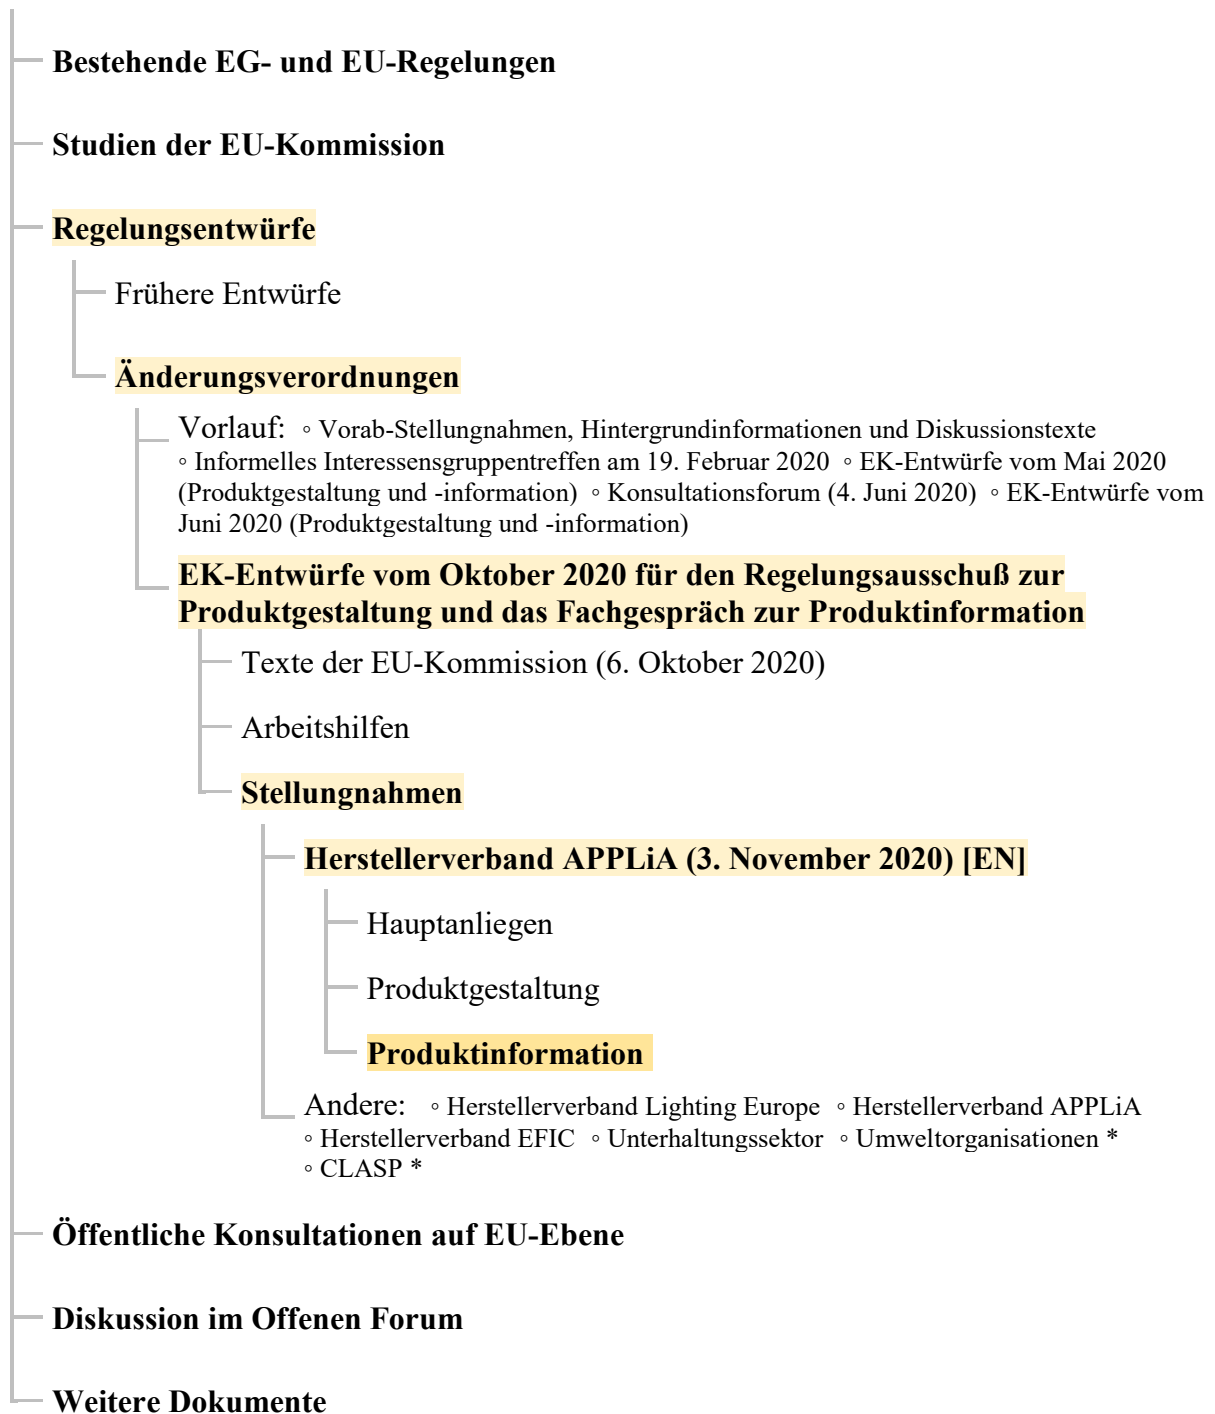 Bestehende EG- und EU-Regelungen
Studien der EU-Kommission
Regelungsentwürfe
Frühere Entwürfe
Änderungsverordnungen
Vorlauf: ◦ Vorab-Stellungnahmen, Hintergrundinformationen und Diskussionstexte
◦ Informelles Interessensgruppentreffen am 19. Februar 2020 ◦ EK-Entwürfe vom Mai 2020
(Produktgestaltung und -information) ◦ Konsultationsforum (4. Juni 2020) ◦ EK-Entwürfe vom
Juni 2020 (Produktgestaltung und -information)
EK-Entwürfe vom Oktober 2020 für den Regelungsausschuß zur
Produktgestaltung und das Fachgespräch zur Produktinformation
Texte der EU-Kommission (6. Oktober 2020)
Arbeitshilfen
Stellungnahmen
Herstellerverband APPLiA (3. November 2020) [EN]
Hauptanliegen
Produktgestaltung
Produktinformation
Andere: ◦ Herstellerverband Lighting Europe ◦ Herstellerverband APPLiA
◦ Herstellerverband EFIC ◦ Unterhaltungssektor ◦ Umweltorganisationen *
◦ CLASP *
Öffentliche Konsultationen auf EU-Ebene
Diskussion im Offenen Forum
Weitere Dokumente